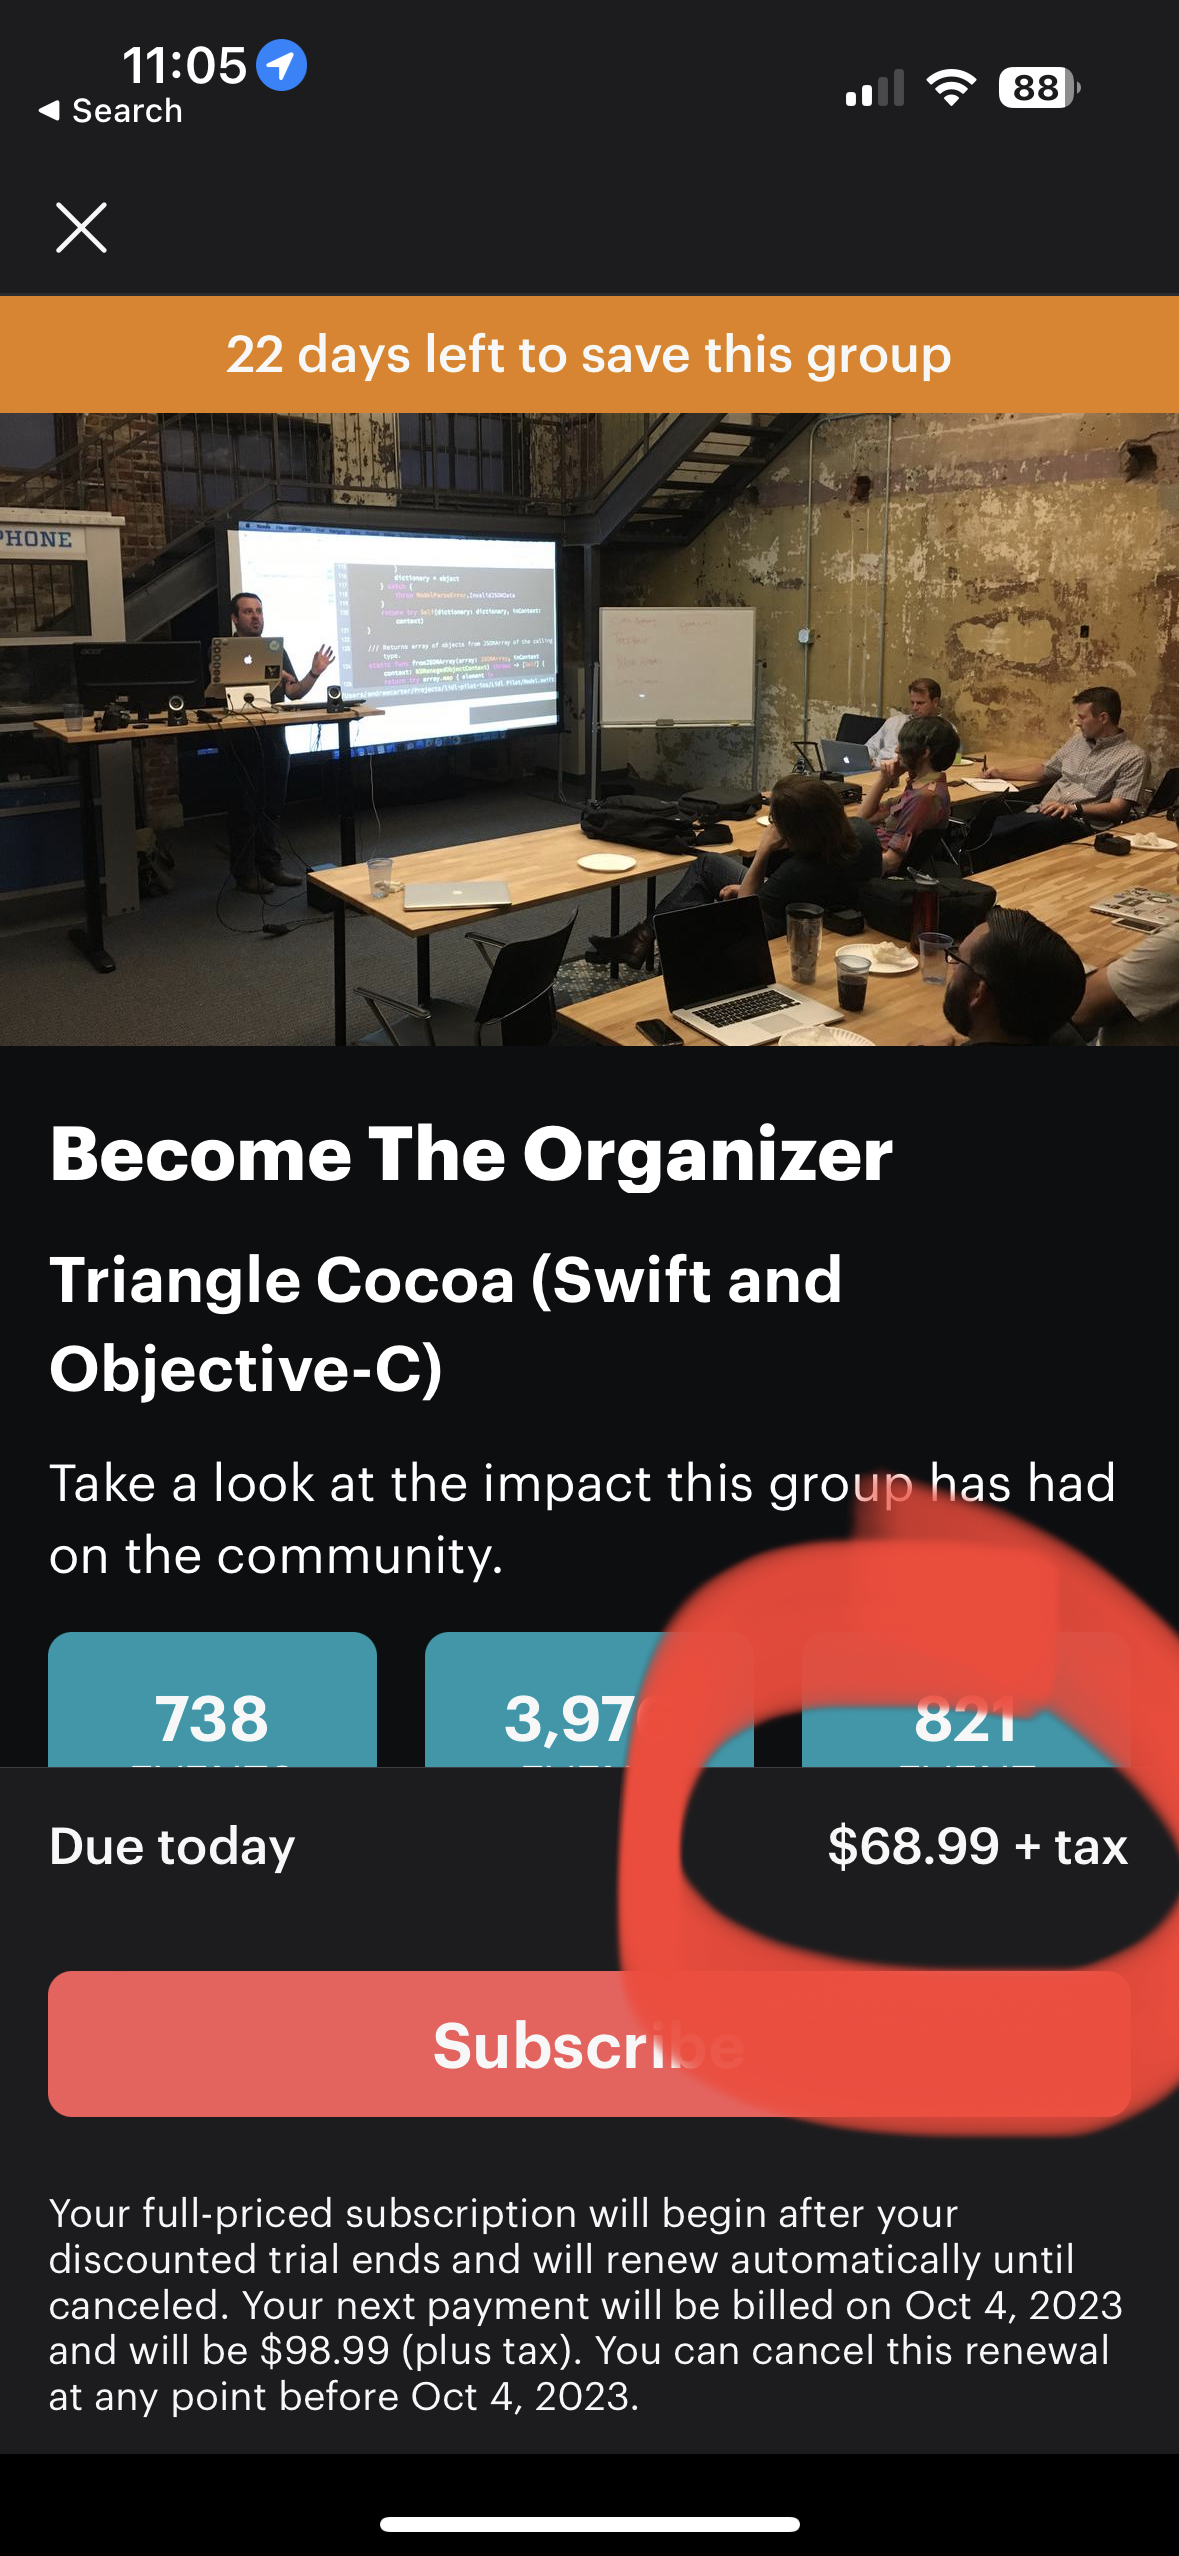 11:05
Search
88
22 days left to save this group
PHONE
dictionary = object
Become The Organizer
Triangle Cocoa (Swift and
Objective-C)
Take a look at the impact this group has had
on the community.
738
3,97
821
Due today
$68.99 + tax
Subscribe
Your full-priced subscription will begin after your
discounted trial ends and will renew automatically until
canceled. Your next payment will be billed on Oct 4, 2023
and will be $98.99 (plus tax). You can cancel this renewal
at any point before Oct 4, 2023.